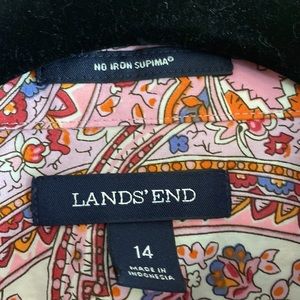 NO IRON SUPIMA®
LANDS' END
14
MADE IN
INDONESIA